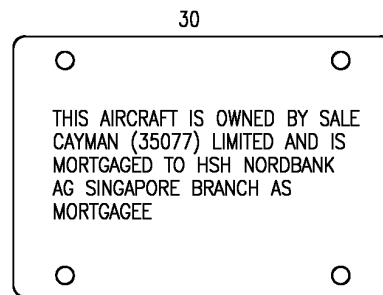 30
THIS AIRCRAFT IS OWNED BY SALE
CAYMAN (35077) LIMITED AND IS
MORTGAGED TO HSH NORDBANK
AG SINGAPORE BRANCH AS
MORTGAGEE